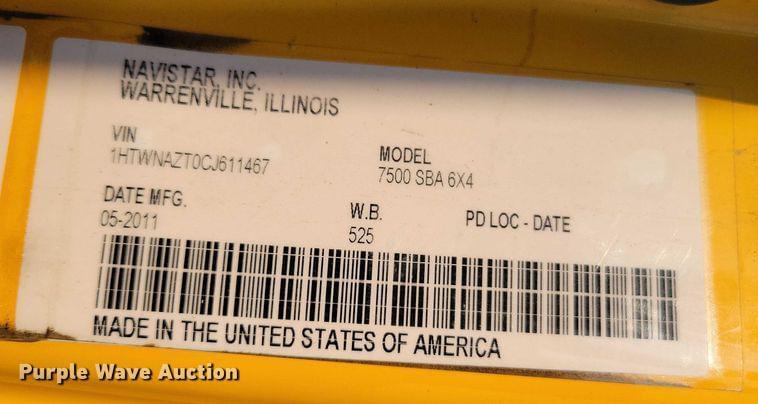 NAVISTAR, INC.
WARRENVILLE, ILLINOIS
VIN
1HTWNAZT0CJ611467
MODEL
7500 SBA 6X4
DATE MFG.
05-2011
W.B.
525
PD LOC - DATE
MADE IN THE UNITED STATES OF AMERICA
Purple Wave Auction